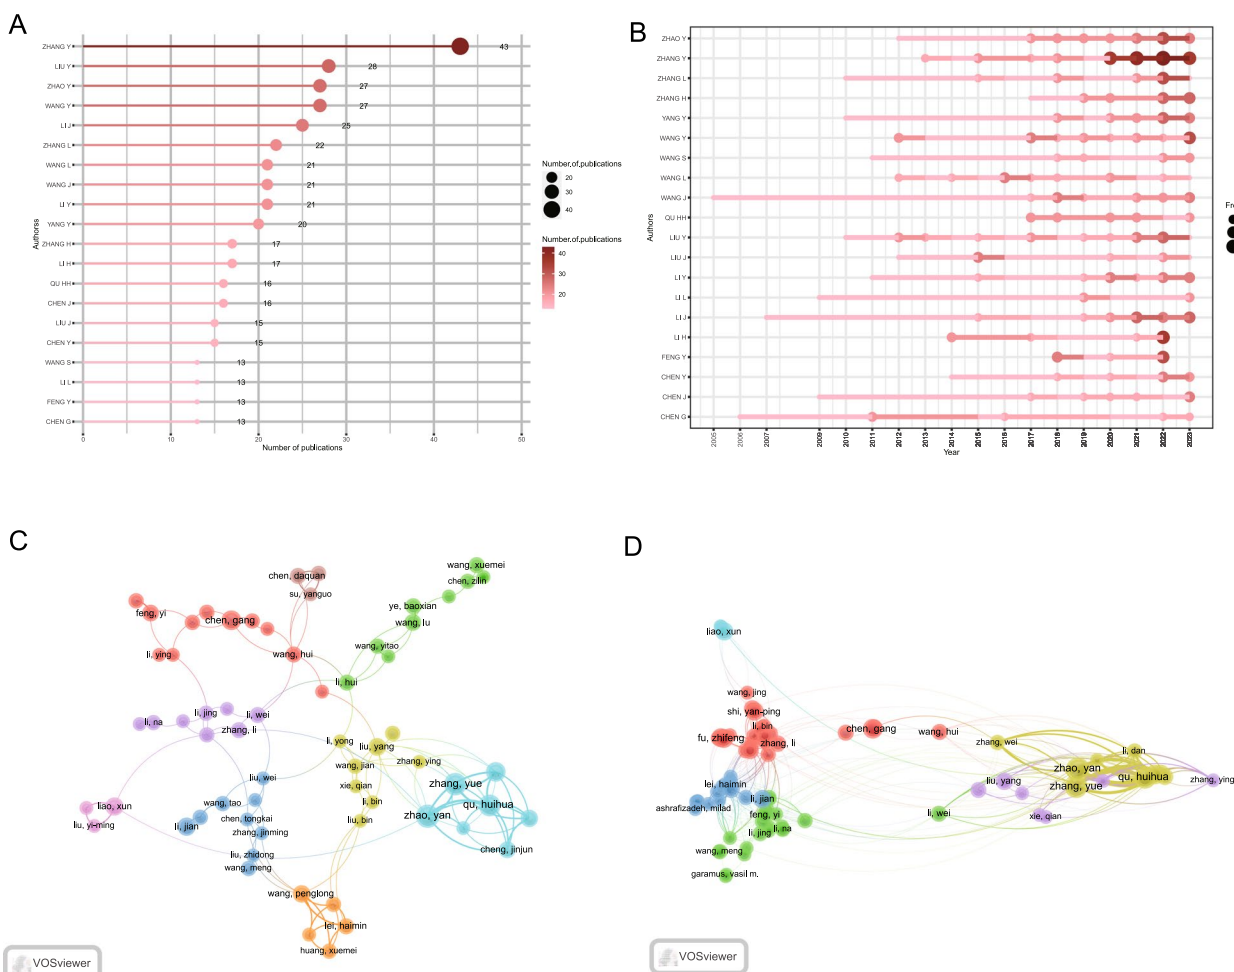 A
ZHANG Y
43
LIU Y
28
ZHAO Y
27
WANG Y
27
LI J
25
ZHANG L
22
WANG L
21
WANG J
21
LI Y
21
YANG Y
20
ZHANG H
17
LI H
17
QU HH
16
CHEN J
16
LIU J
15
CHEN Y
15
WANG S
13
LI L
13
FENG Y
13
CHEN G
13
Authorss
0 10 20 30 40 50
Number of publications
Number.of.publications
20
30
40
Number.of.publications
40
30
20
B
ZHAO Y
ZHANG Y
ZHANG L
ZHANG H
YANG Y
WANG Y
WANG S
WANG L
WANG J
QU HH
LIU Y
LIU J
LI Y
LI L
LI J
LI H
FENG Y
CHEN Y
CHEN J
CHEN G
Authors
2005 2006 2007 2009 2010 2011 2012 2013 2014 2015 2016 2017 2018 2019 2020 2021 2022 2023
Year
Fre
C
wang, xuemei
chen, daquan
chen, zilin
su, yanguo
feng, yi
ye, baoxian
chen, gang
wang, lu
wang, yitao
li, ying
wang, hui
li, hui
li, na
li, jing
li, wei
zhang, li
li, yong
liu, yang
zhang, ying
wang, jian
liu, wei
xie, qian
zhang, yue
liao, xun
wang, tao
li, bin
qu, huihua
liu, yi-ming
li, jian
chen, tongkai
liu, bin
zhao, yan
zhang, jinming
cheng, jinjun
liu, zhidong
wang, meng
wang, penglong
lei, haimin
huang, xuemei
VOSviewer
D
liao, xun
wang, jing
shi, yan-ping
li, bin
fu, zhifeng
zhang, li
chen, gang
wang, hui
zhang, wei
li, dan
zhao, yan
qu, huihua
zhang, ying
lei, haimin
liu, yang
zhang, yue
ashrafizadeh, milad
li, jian
feng, yi
li, wei
xie, qian
li, jing
li, na
wang, meng
garamus, vasil m.
VOSviewer